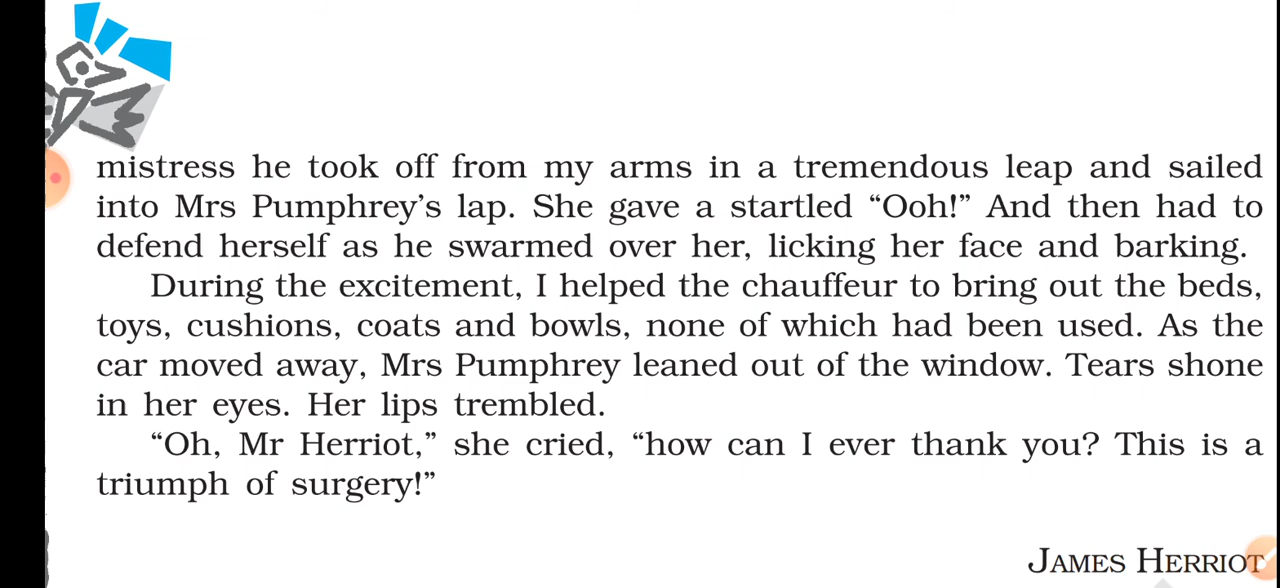 mistress he took off from my arms in a tremendous leap and sailed
into Mrs Pumphrey’s lap. She gave a startled “Ooh!” And then had to
defend herself as he swarmed over her, licking her face and barking.
During the excitement, I helped the chauffeur to bring out the beds,
toys, cushions, coats and bowls, none of which had been used. As the
car moved away, Mrs Pumphrey leaned out of the window. Tears shone
in her eyes. Her lips trembled.
“Oh, Mr Herriot,” she cried, “how can I ever thank you? This is a
triumph of surgery!”
JAMES HERRIOT